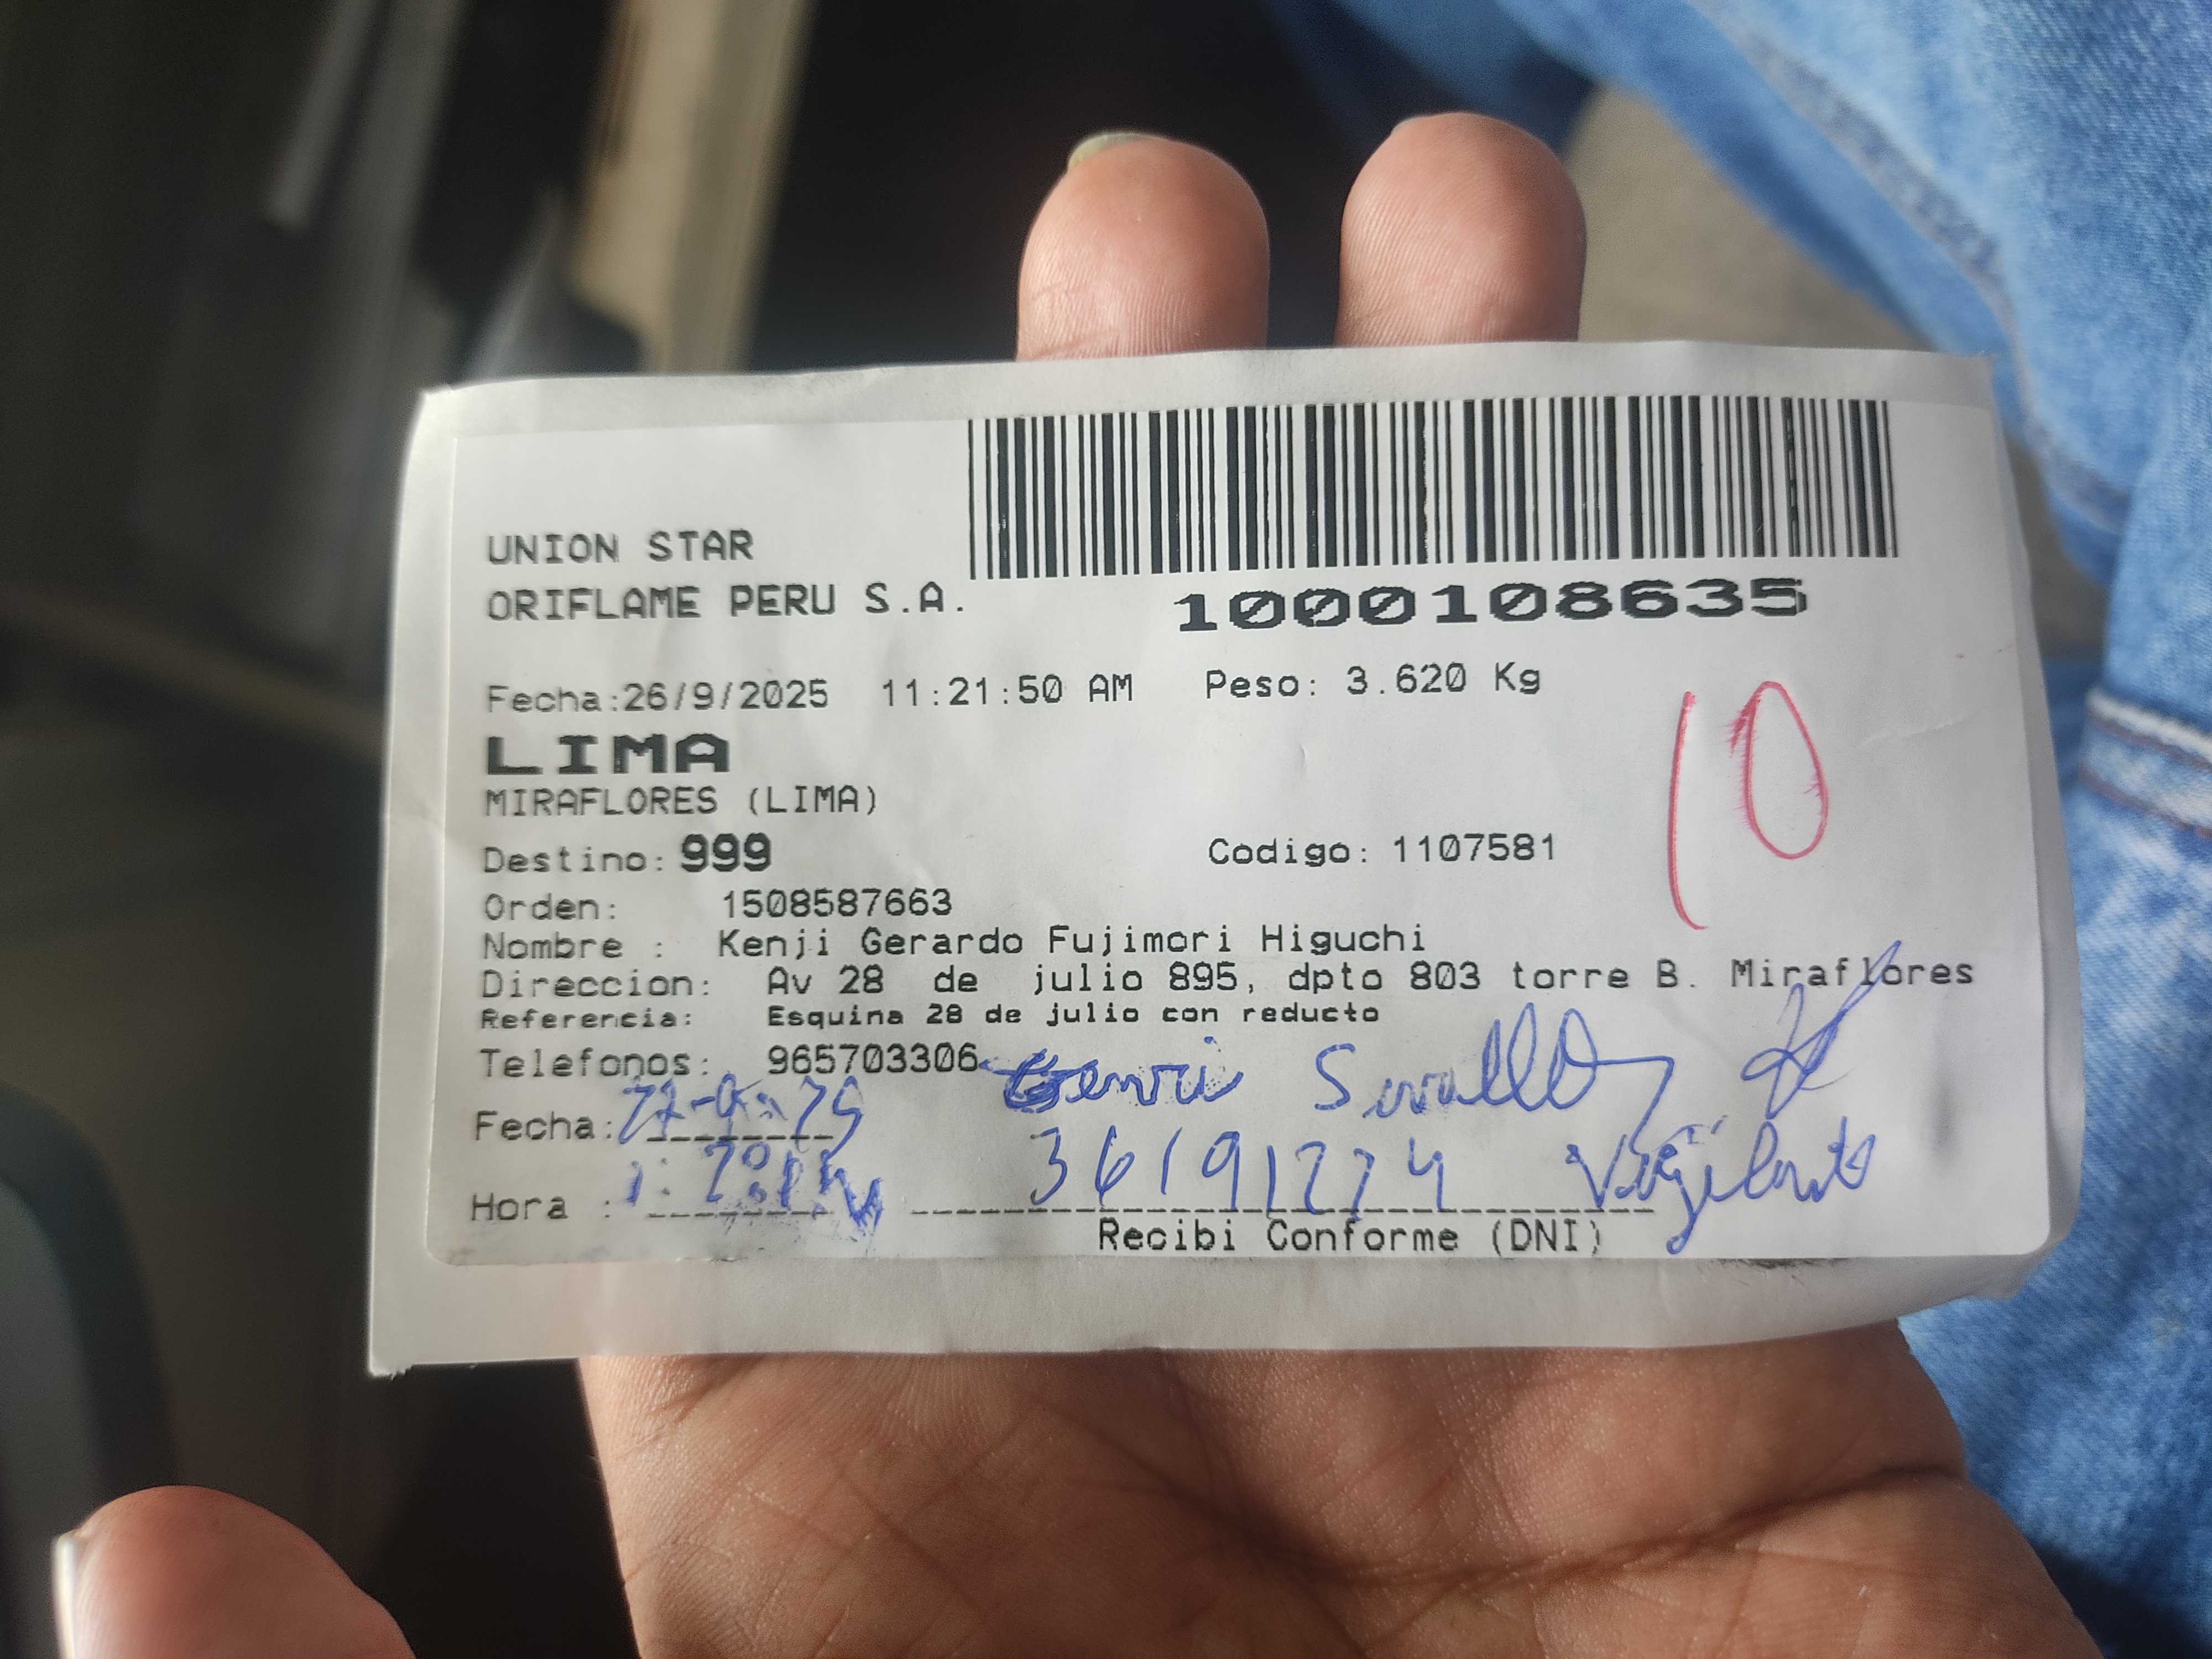 UNION STAR
ORIFLAME PERU S.A.
1000108635
Fecha:26/9/2025 11:21:50 AM Peso: 3.620 Kg
LIMA
10
MIRAFLORES (LIMA)
Destino: 999 Codigo: 1107581
Orden: 1508587663
Nombre : Kenji Gerardo Fujimori Higuchi
Direccion: Av 28 de julio 895, dpto 803 torre B. Miraflores
Referencia: Esquina 28 de julio con reducto
Telefonos: 965703306
Fecha:
36191274 Vigilante
Hora :
Recibi Conforme (DNI)